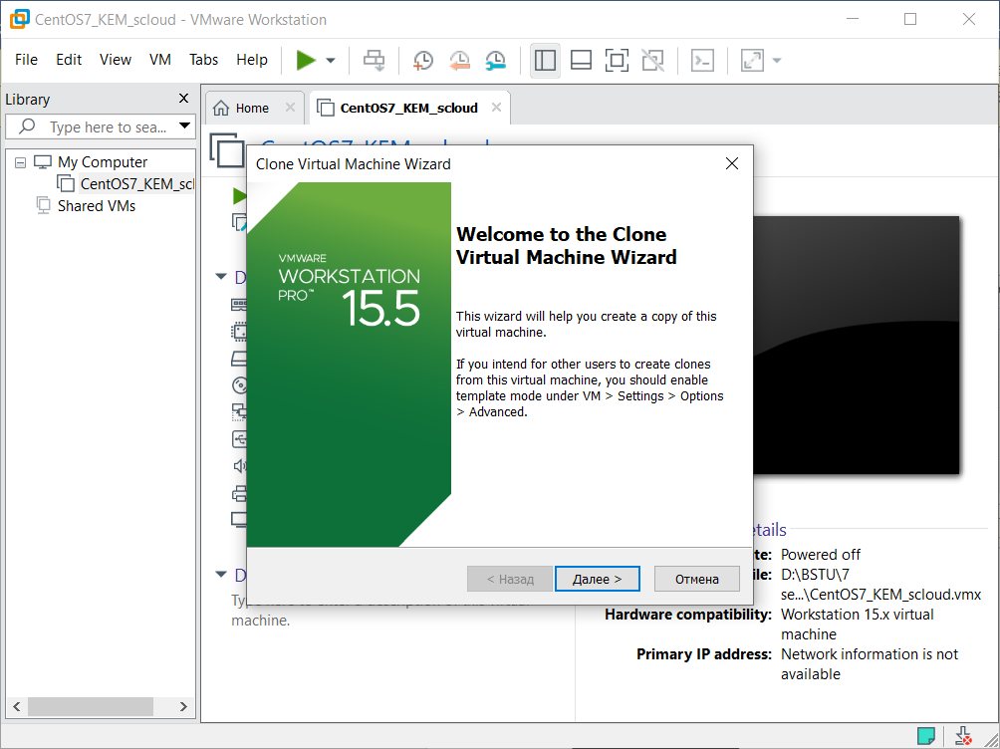 CentOS7_KEM_scloud - VMware Workstation
File Edit View VM Tabs Help
Library
Type here to sea...
My Computer
CentOS7_KEM_scl
Shared VMs
Home
CentOS7_KEM_scloud
Clone Virtual Machine Wizard
VMWARE
WORKSTATION
PRO™
15.5
Welcome to the Clone
Virtual Machine Wizard
This wizard will help you create a copy of this
virtual machine.
If you intend for other users to create clones
from this virtual machine, you should enable
template mode under VM > Settings > Options
> Advanced.
< Назад
Далее >
Отмена
machine.
Powered off
D:\BSTU\7
se...\CentOS7_KEM_scloud.vmx
Hardware compatibility: Workstation 15.x virtual
machine
Primary IP address: Network information is not
available